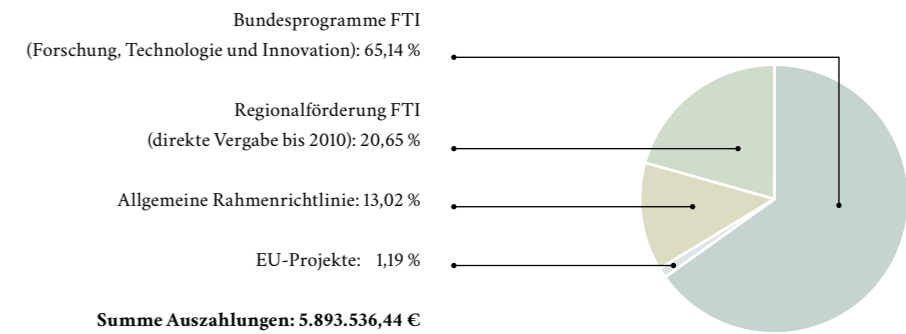 Bundesprogramme FTI
(Forschung, Technologie und Innovation): 65,14 %
Regionalförderung FTI
(direkte Vergabe bis 2010): 20,65 %
Allgemeine Rahmenrichtlinie: 13,02 %
EU-Projekte: 1,19 %
Summe Auszahlungen: 5.893.536,44 €